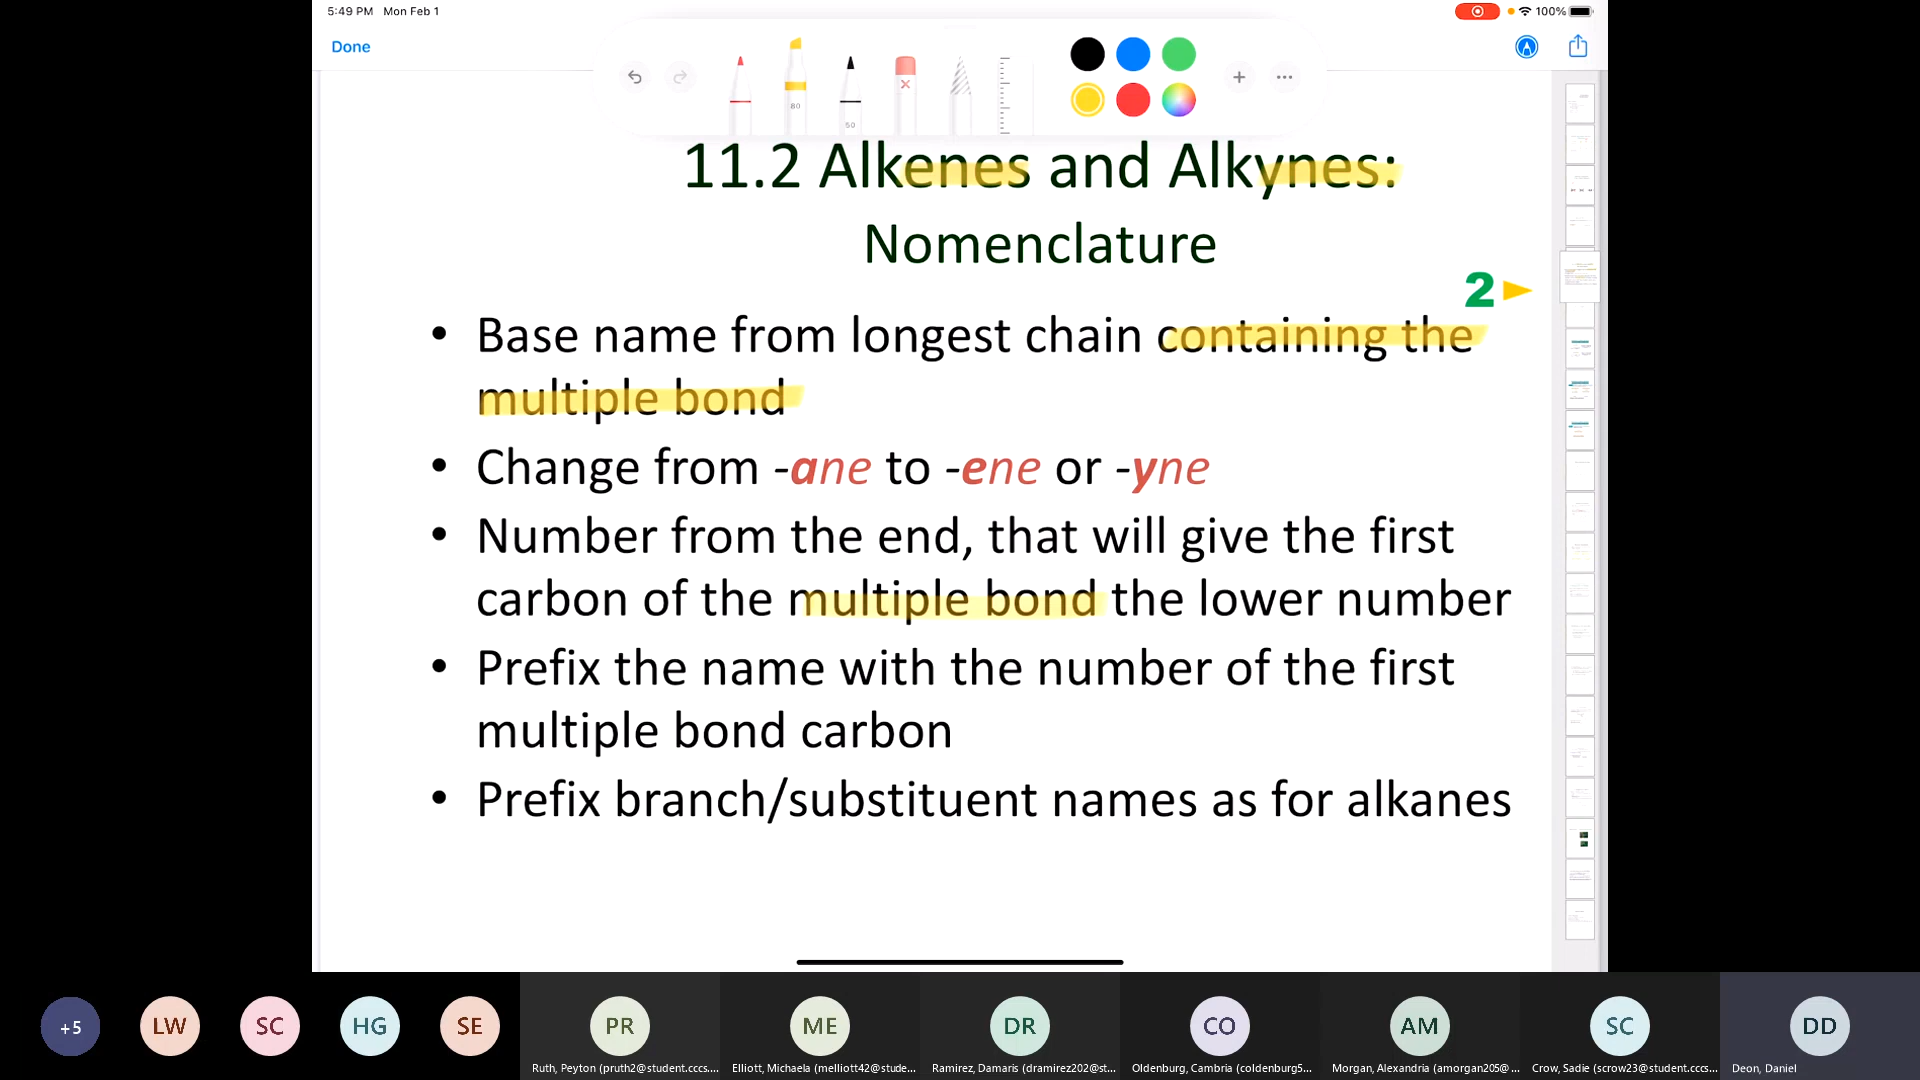 5:49 PM Mon Feb 1
100%
Done
80
50
11.2 Alkenes and Alkynes:
Nomenclature
2
• Base name from longest chain containing the
multiple bond
• Change from -ane to -ene or -yne
• Number from the end, that will give the first
carbon of the multiple bond the lower number
• Prefix the name with the number of the first
multiple bond carbon
• Prefix branch/substituent names as for alkanes
+5 LW SC HG SE PR ME DR CO AM SC DD
Ruth, Peyton (pruth2@student.cccs.... Elliott, Michaela (melliott42@stude... Ramirez, Damaris (dramirez202@st... Oldenburg, Cambria (coldenburg5... Morgan, Alexandria (amorgan205@... Crow, Sadie (scrow23@student.cccs... Deon, Daniel